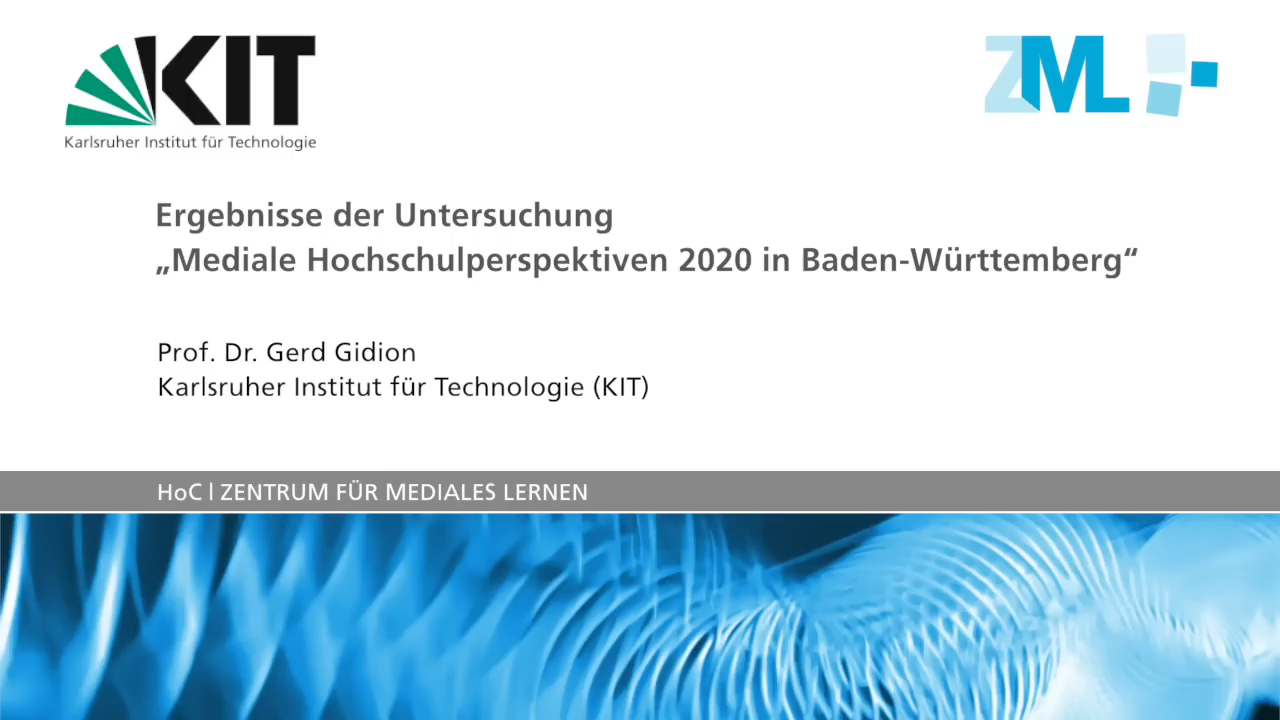 KIT
Karlsruher Institut für Technologie
ZML
Ergebnisse der Untersuchung
„Mediale Hochschulperspektiven 2020 in Baden-Württemberg“
Prof. Dr. Gerd Gidion
Karlsruher Institut für Technologie (KIT)
HoC | ZENTRUM FÜR MEDIALES LERNEN